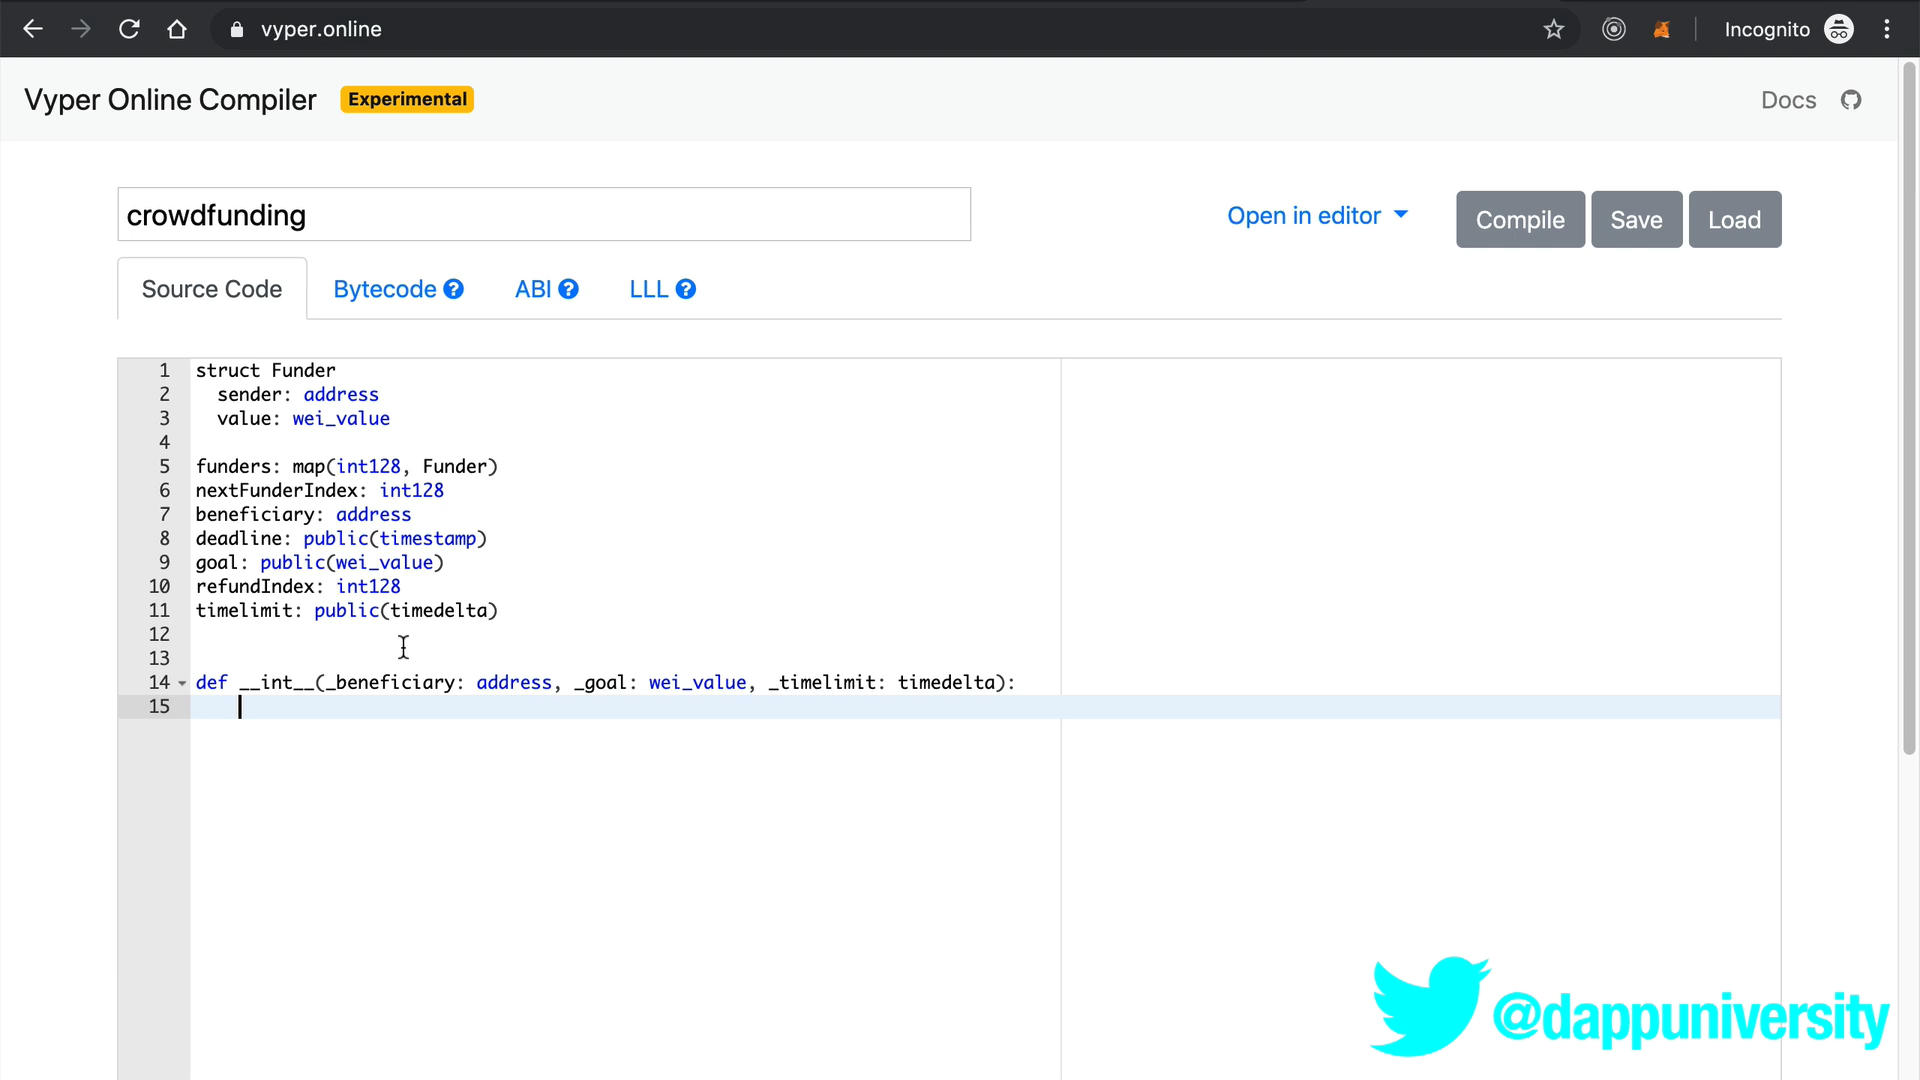 vyper.online
Incognito
Vyper Online Compiler Experimental
Docs
crowdfunding
Open in editor
Compile
Save
Load
Source Code
Bytecode ?
ABI ?
LLL ?
1 struct Funder
2 sender: address
3 value: wei_value
4
5 funders: map(int128, Funder)
6 nextFunderIndex: int128
7 beneficiary: address
8 deadline: public(timestamp)
9 goal: public(wei_value)
10 refundIndex: int128
11 timelimit: public(timedelta)
12
13
14 def __int__(_beneficiary: address, _goal: wei_value, _timelimit: timedelta):
15
@dappuniversity